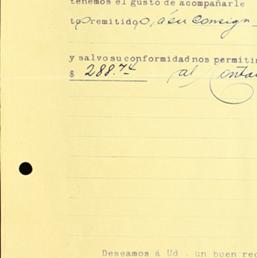 tenemos el gusto de acompañarle
to remitido, a su consign
y salvo su conformidad nos permitim
$ 288.74 al Conta
Deseamos á Ud. un buen rec